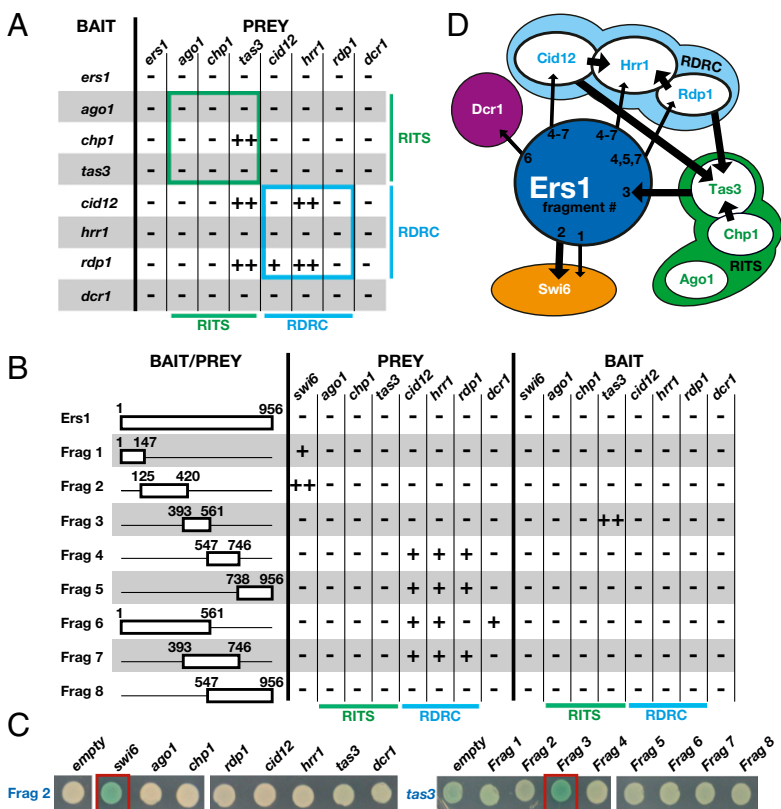 A
BAIT PREY
ers1 ago1 chp1 tas3 cid12 hrr1 rdp1 dcr1
ers1 - - - - - - - -
ago1 - - - - - - - -
chp1 - - - ++ - - - -
tas3 - - - - - - - -
cid12 - - - ++ - ++ - -
hrr1 - - - - - - - -
rdp1 - - - ++ + ++ - -
dcr1 - - - - - - - -
RITS RDRC
RITS
RDRC
D
Cid12 Hrr1 RDRC
Rdp1
Dcr1
4-7 4-7 4,5,7
6
Ers1 3
fragment #
2 1
Tas3
Chp1
RITS
Ago1
Swi6
B
BAIT/PREY PREY BAIT
swi6 ago1 chp1 tas3 cid12 hrr1 rdp1 dcr1 swi6 ago1 chp1 tas3 cid12 hrr1 rdp1 dcr1
Ers1 1 956 - - - - - - - - - - - - - - - -
Frag 1 1 147 + - - - - - - - - - - - - - - -
Frag 2 125 420 ++ - - - - - - - - - - - - - - -
Frag 3 393 561 - - - - - - - - - - - ++ - - - -
Frag 4 547 746 - - - - + + + - - - - - - - - -
Frag 5 738 956 - - - - + + + - - - - - - - - -
Frag 6 1 561 - - - - + + - + - - - - - - - -
Frag 7 393 746 - - - - + + + - - - - - - - - -
Frag 8 547 956 - - - - - - - - - - - - - - - -
RITS RDRC RITS RDRC
C
empty swi6 ago1 chp1 rdp1 cid12 hrr1 tas3 dcr1
Frag 2
empty Frag 1 Frag 2 Frag 3 Frag 4 Frag 5 Frag 6 Frag 7 Frag 8
tas3